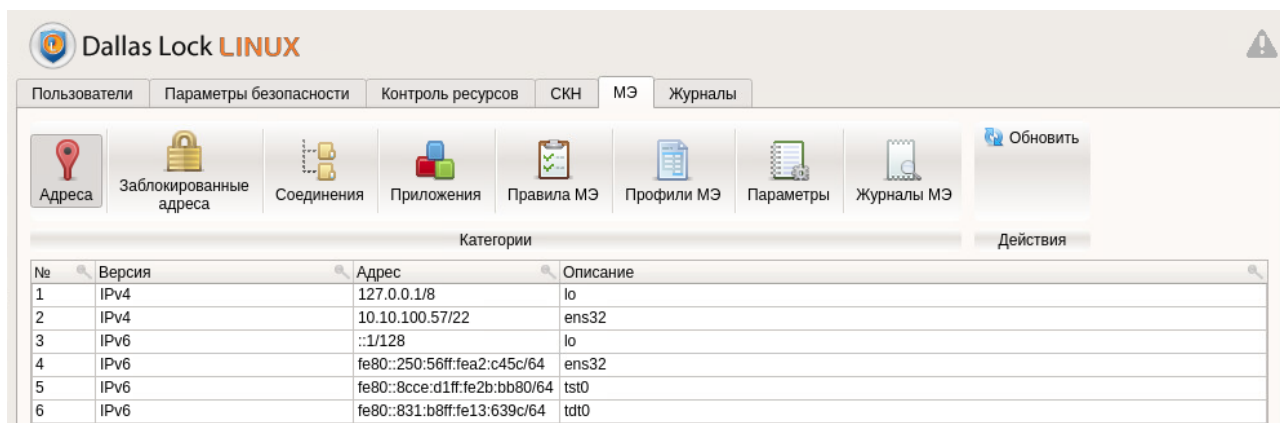 Dallas Lock LINUX
Пользователи Параметры безопасности Контроль ресурсов СКН МЭ Журналы
Адреса Заблокированные адреса Соединения Приложения Правила МЭ Профили МЭ Параметры Журналы МЭ Обновить
Категории Действия
№ Версия Адрес Описание
1 IPv4 127.0.0.1/8 lo
2 IPv4 10.10.100.57/22 ens32
3 IPv6 ::1/128 lo
4 IPv6 fe80::250:56ff:fea2:c45c/64 ens32
5 IPv6 fe80::8cce:d1ff:fe2b:bb80/64 tst0
6 IPv6 fe80::831:b8ff:fe13:639c/64 tdt0